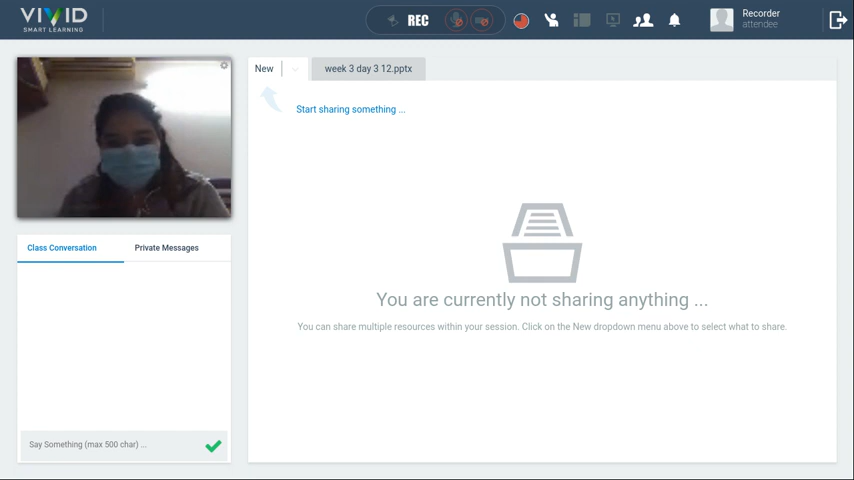 VIVID
SMART LEARNING
REC
Recorder
attendee
New
week 3 day 3 12.pptx
Start sharing something ...
You are currently not sharing anything ...
You can share multiple resources within your session. Click on the New dropdown menu above to select what to share.
Class Conversation
Private Messages
Say Something (max 500 char) ...